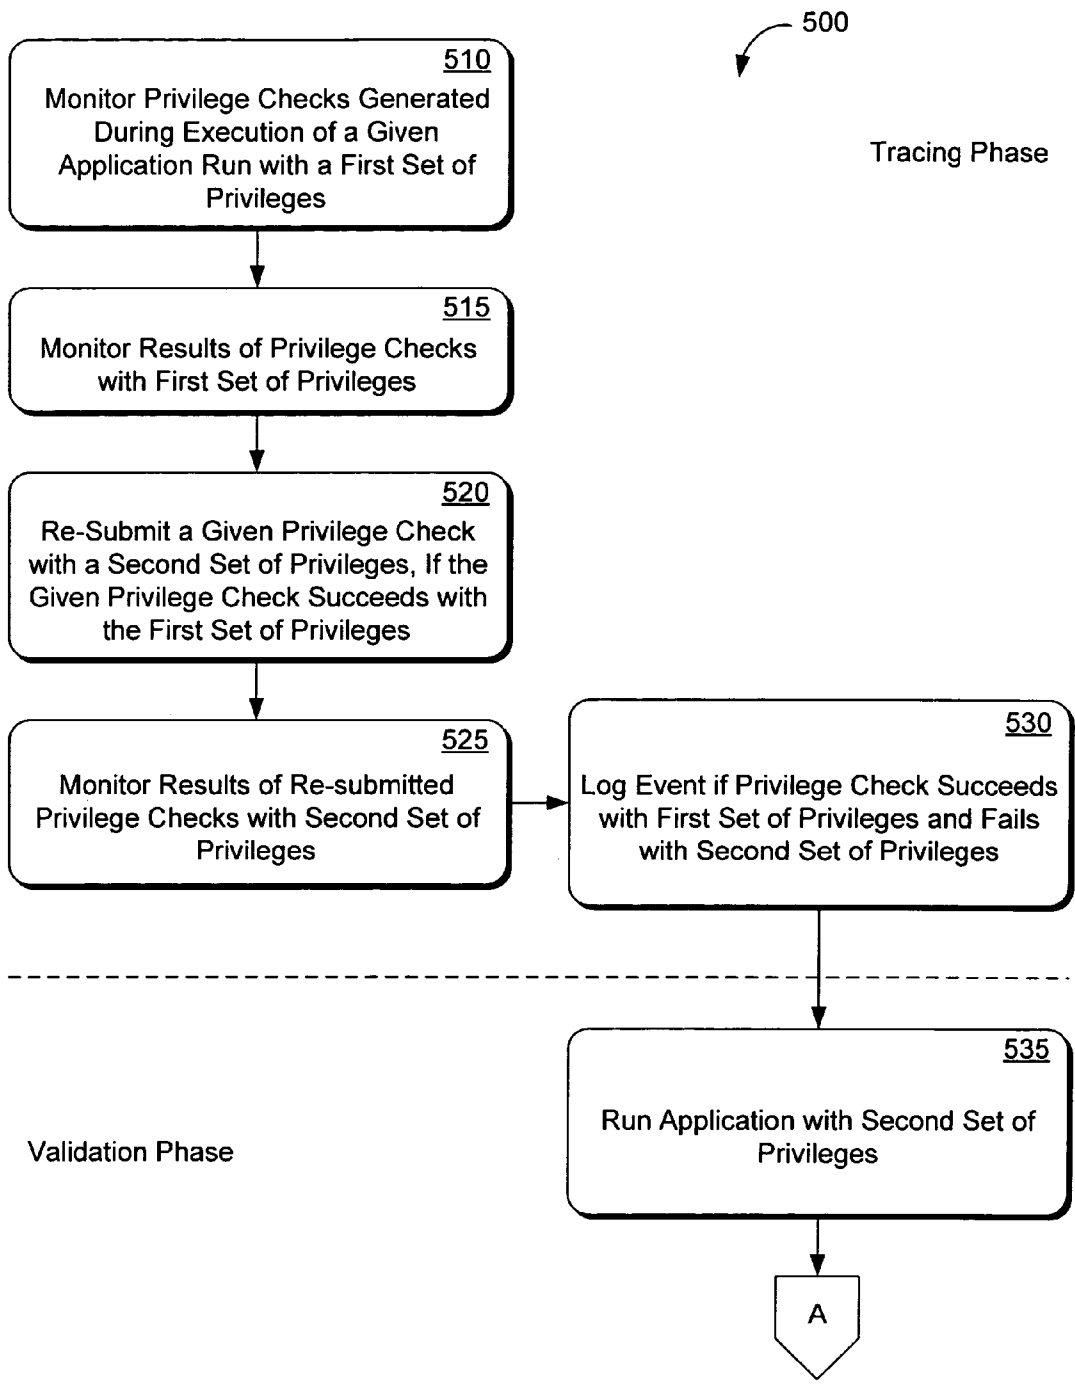 500
510
Monitor Privilege Checks Generated
During Execution of a Given
Application Run with a First Set of
Privileges
Tracing Phase
515
Monitor Results of Privilege Checks
with First Set of Privileges
520
Re-Submit a Given Privilege Check
with a Second Set of Privileges, If the
Given Privilege Check Succeeds with
the First Set of Privileges
525
Monitor Results of Re-submitted
Privilege Checks with Second Set of
Privileges
530
Log Event if Privilege Check Succeeds
with First Set of Privileges and Fails
with Second Set of Privileges
535
Run Application with Second Set of
Privileges
Validation Phase
A